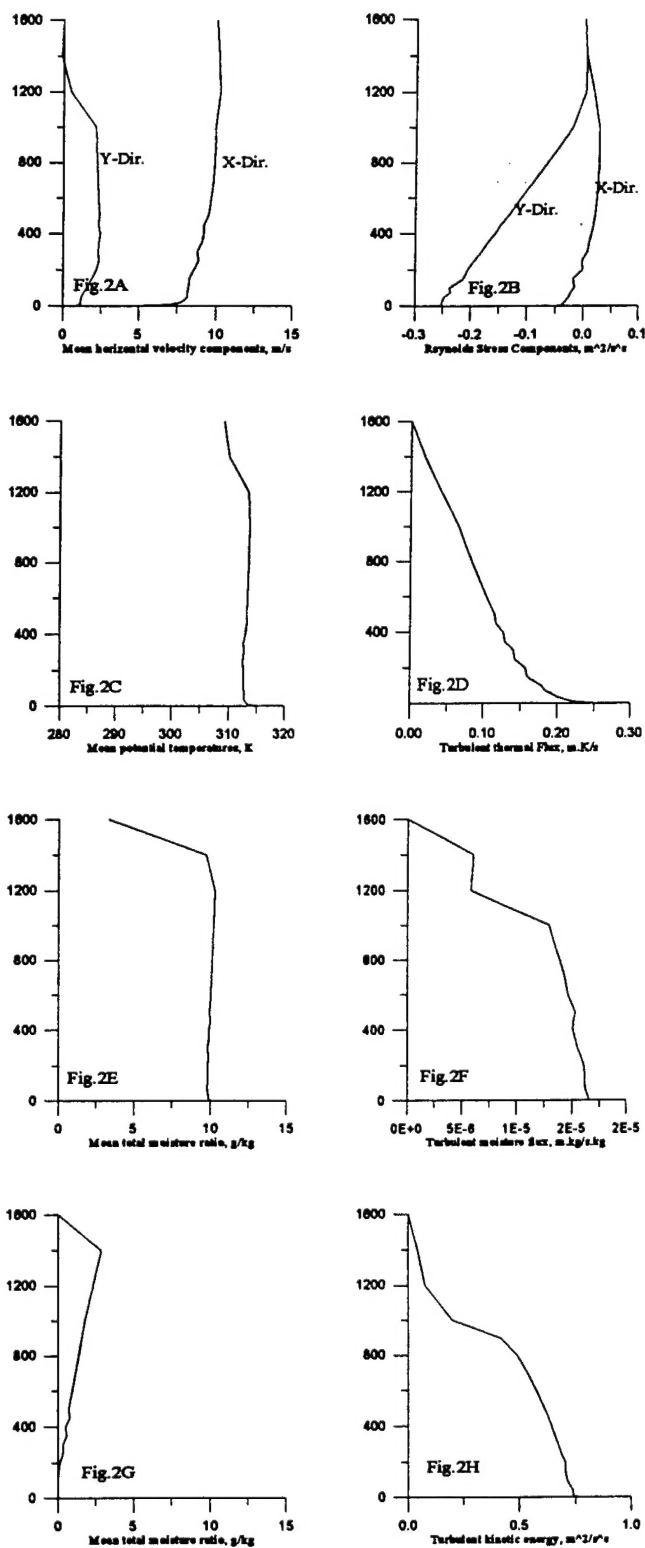 1600
1200
800
400
0
Y-Dir.
X-Dir.
Fig.2A
0 5 10 15
Mean horizontal velocity components, m/s
1600
1200
800
400
0
Y-Dir.
X-Dir.
Fig.2B
-0.3 -0.2 -0.1 0.0 0.1
Reynolds Stress Components, m^2/s^s
1600
1200
800
400
0
Fig.2C
280 290 300 310 320
Mean potential temperatures, K
1600
1200
800
400
Fig.2D
0.00 0.10 0.20 0.30
Turbulent thermal Flux, m.K/s
1600
1200
800
400
0
Fig.2E
0 5 10 15
Mean total moisture ratio, g/kg
1600
1200
800
400
0
Fig.2F
0E+0 5E-6 1E-5 2E-5 2E-5
Turbulent moisture flux, m.kg/s.kg
1600
1200
800
400
0
Fig.2G
0 5 10 15
Mean total moisture ratio, g/kg
1600
1200
800
400
0
Fig.2H
0.0 0.5 1.0
Turbulent kinetic energy, m^2/s^s